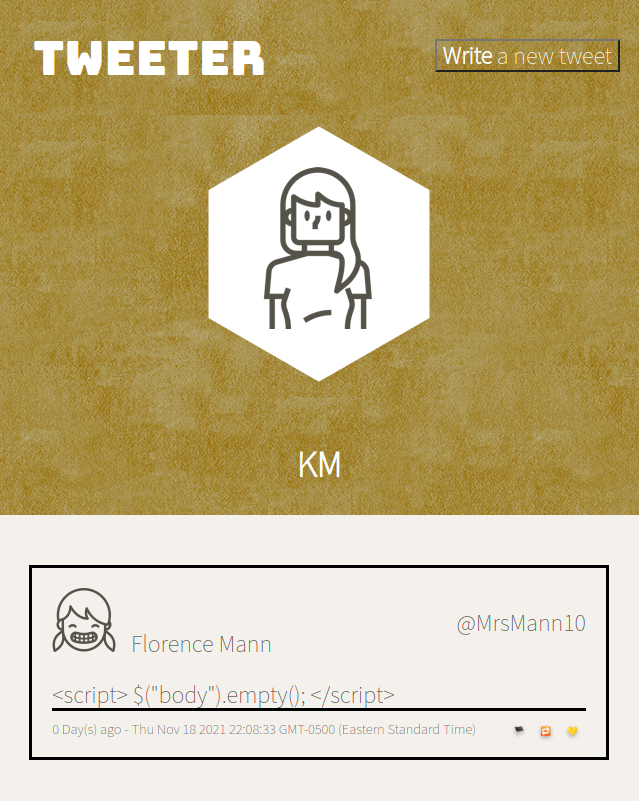 TWEETER
Write a new tweet
KM
@MrsMann10
Florence Mann
<script> $("body").empty(); </script>
0 Day(s) ago - Thu Nov 18 2021 22:08:33 GMT-0500 (Eastern Standard Time)